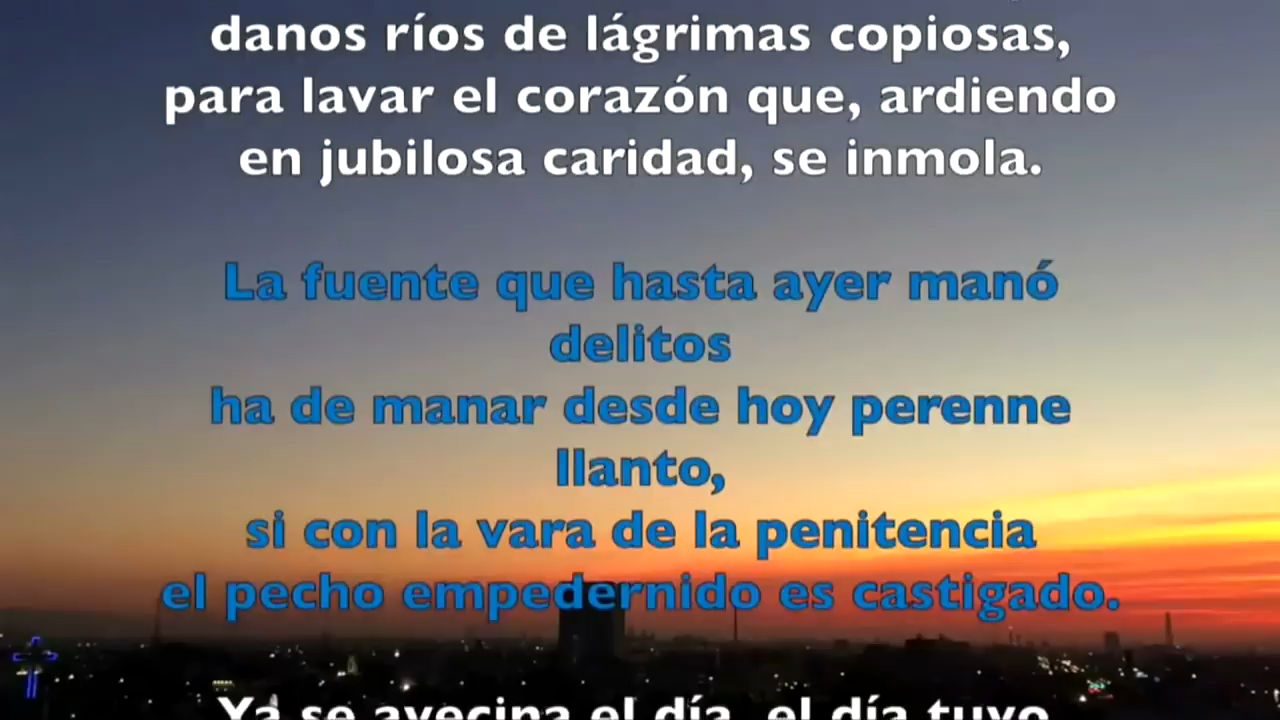 danos ríos de lágrimas copiosas,
para lavar el corazón que, ardiendo
en jubilosa caridad, se inmola.
La fuente que hasta ayer manó
delitos
ha de manar desde hoy perenne
llanto,
si con la vara de la penitencia
el pecho empedernido es castigado.
Ya se avecina el día, el día tuyo